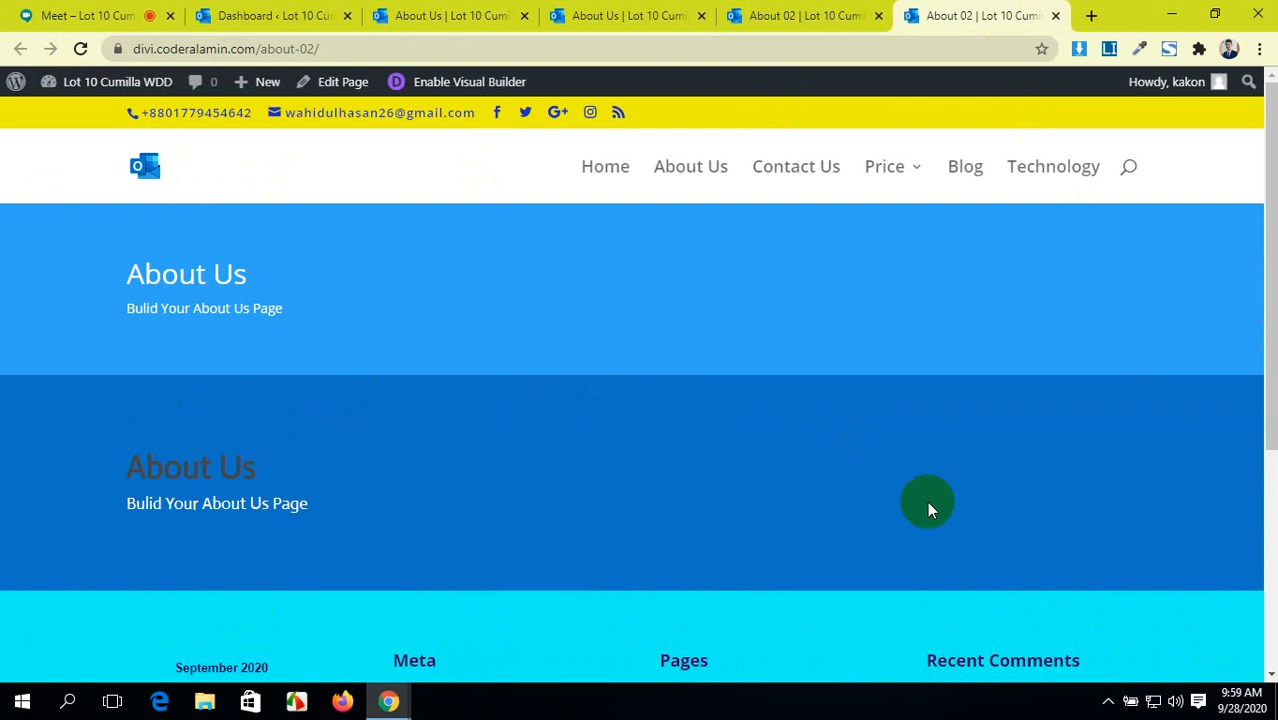 Meet – Lot 10 Cum
Dashboard ‹ Lot 10 Cu
About Us | Lot 10 Cumi
About Us | Lot 10 Cumi
About 02 | Lot 10 Cumi
About 02 | Lot 10 Cumi
divi.coderalamin.com/about-02/
LI
Lot 10 Cumilla WDD
0
New
Edit Page
D
Enable Visual Builder
Howdy, kakon
+8801779454642
wahidulhasan26@gmail.com
Home
About Us
Contact Us
Price
Blog
Technology
About Us
Bulid Your About Us Page
About Us
Bulid Your About Us Page
September 2020
Meta
Pages
Recent Comments
9:59 AM
9/28/2020